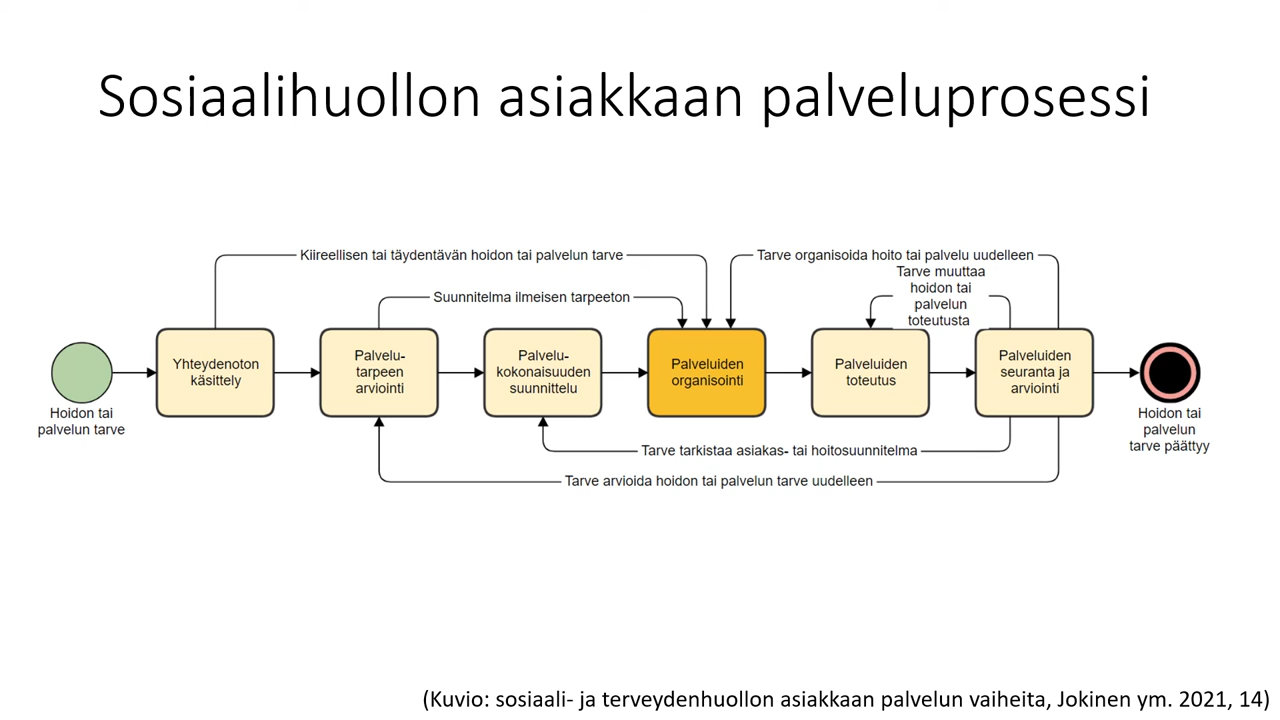 Sosiaalihuollon asiakkaan palveluprosessi
Kiireellisen tai täydentävän hoidon tai palvelun tarve
Tarve organisoida hoito tai palvelu uudelleen
Suunnitelma ilmeisen tarpeeton
Tarve muuttaa
hoidon tai
palvelun
toteutusta
Hoidon tai
palvelun tarve
Yhteydenoton
käsittely
Palvelu-
tarpeen
arviointi
Palvelu-
kokonaisuuden
suunnittelu
Palveluiden
organisointi
Palveluiden
toteutus
Palveluiden
seuranta ja
arviointi
Hoidon tai
palvelun
tarve päättyy
Tarve tarkistaa asiakas- tai hoitosuunnitelma
Tarve arvioida hoidon tai palvelun tarve uudelleen
(Kuvio: sosiaali- ja terveydenhuollon asiakkaan palvelun vaiheita, Jokinen ym. 2021, 14)